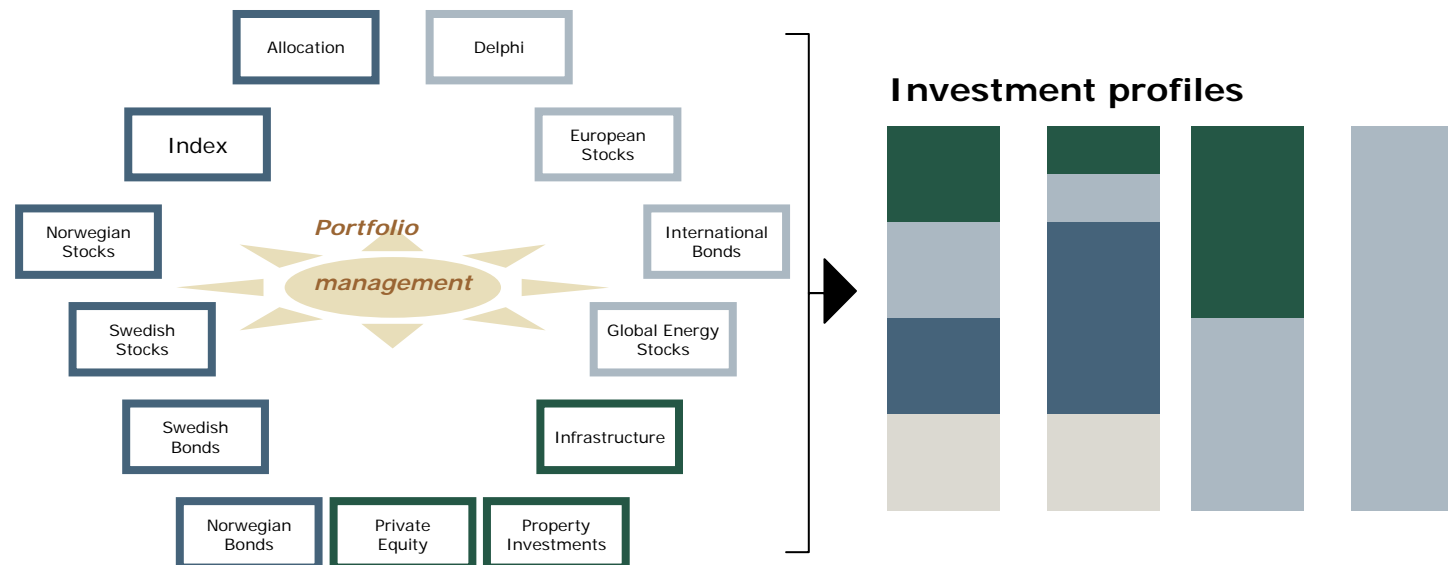 Allocation
Delphi
Investment profiles
Index
European
Stocks
Norwegian
Stocks
Portfolio
management
International
Bonds
Swedish
Stocks
Global Energy
Stocks
Swedish
Bonds
Infrastructure
Norwegian
Bonds
Private
Equity
Property
Investments